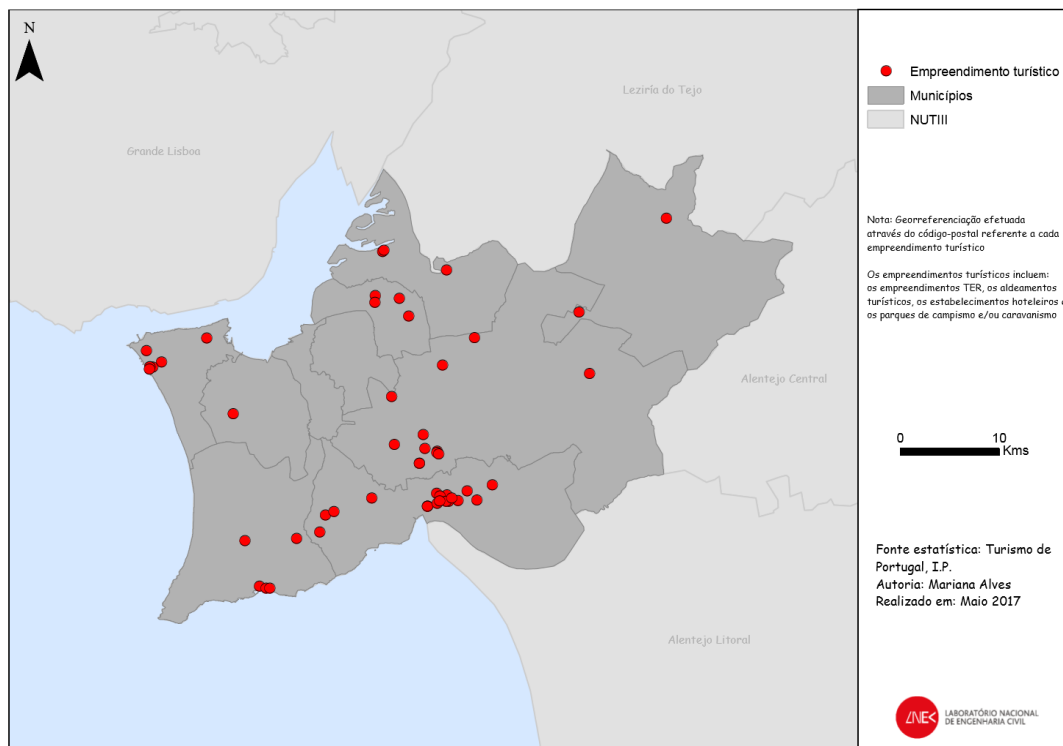 N
Grande Lisboa
Leziría do Tejo
Alentejo Central
Alentejo Litoral
Empreendimento turístico
Municípios
NUTIII
Nota: Georreferenciação efetuada
através do código-postal referente a cada
empreendimento turístico
Os empreendimentos turísticos incluem:
os empreendimentos TER, os aldeamentos
turísticos, os estabelecimentos hoteleiros e
os parques de campismo e/ou caravanismo
0 10
Kms
Fonte estatística: Turismo de
Portugal, I.P.
Autoria: Mariana Alves
Realizado em: Maio 2017
LNEC
LABORATÓRIO NACIONAL
DE ENGENHARIA CIVIL